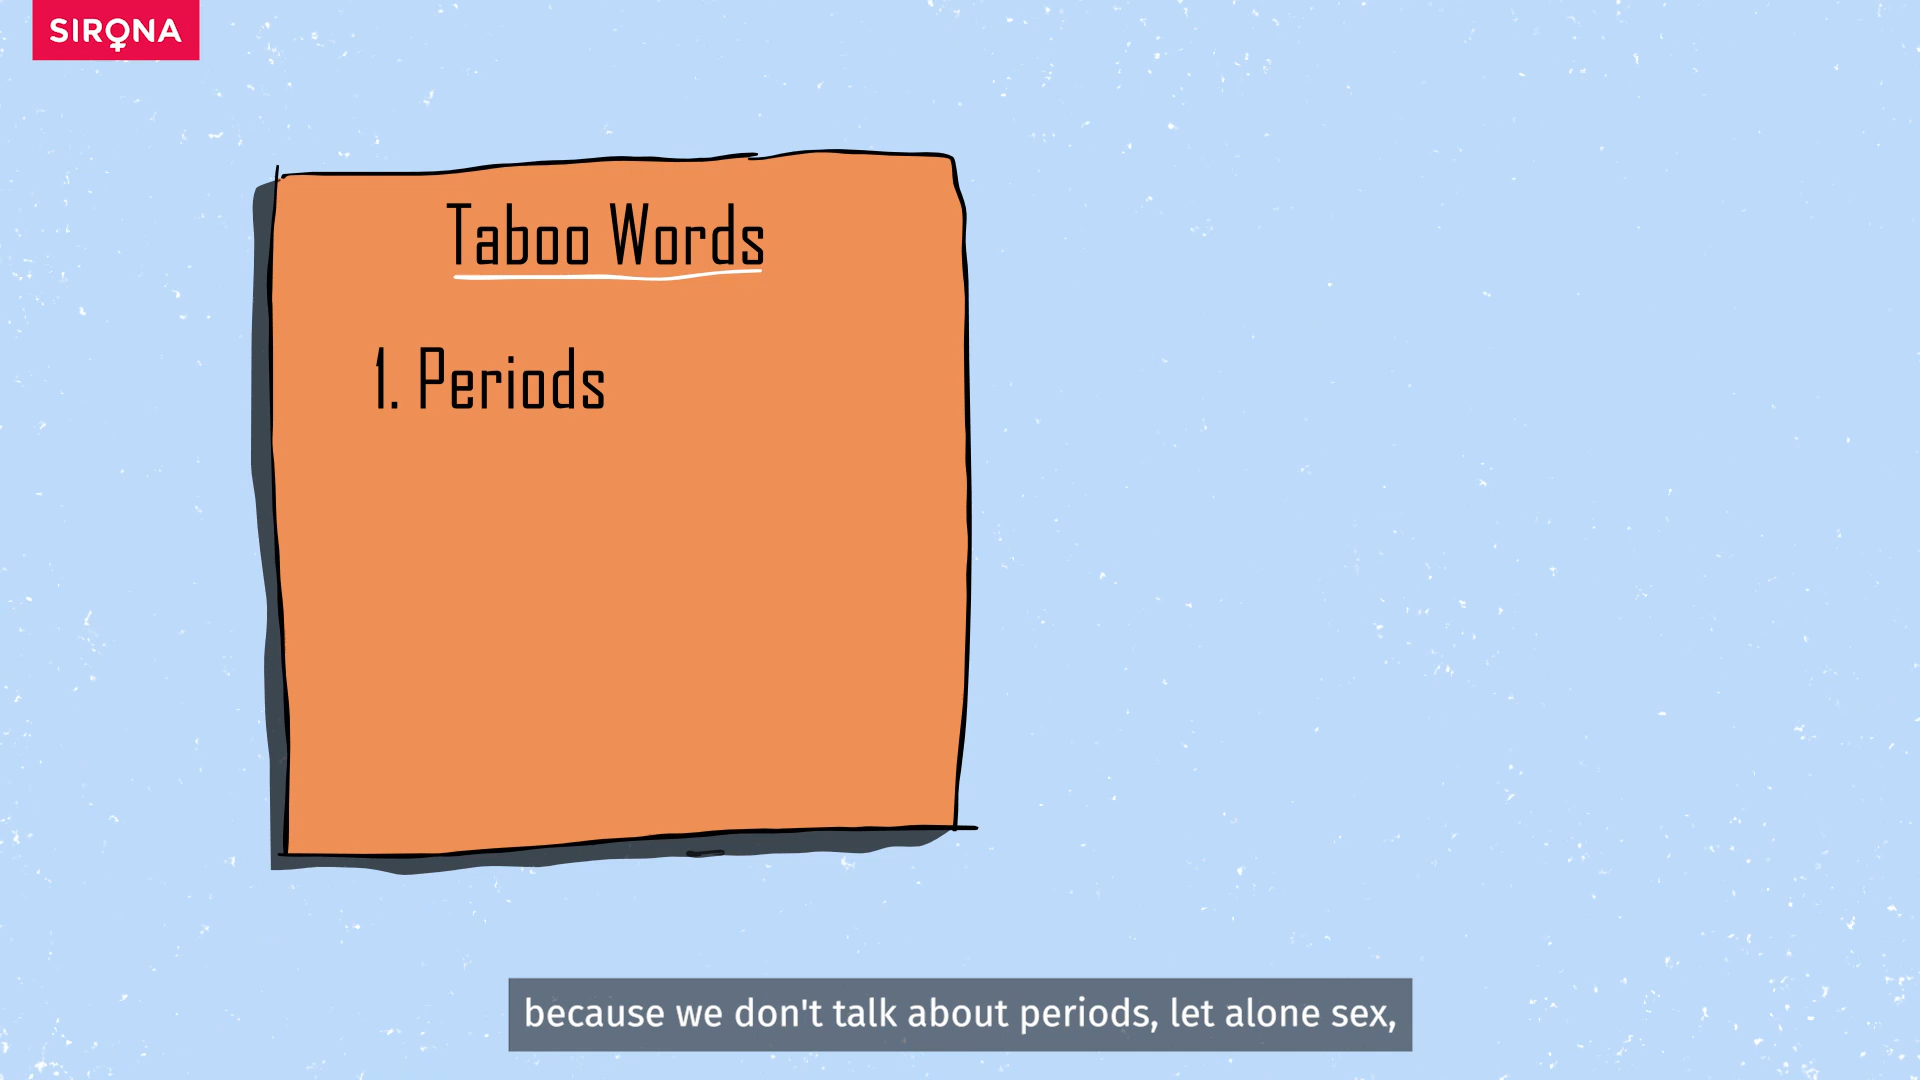 SIRONA
Taboo Words
1. Periods
because we don't talk about periods, let alone sex,